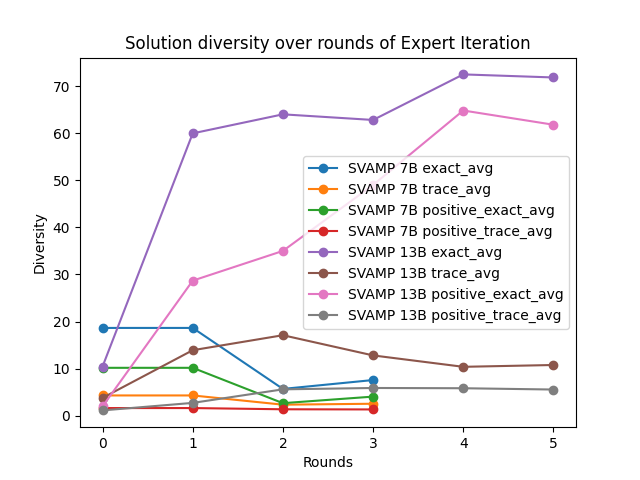 Solution diversity over rounds of Expert Iteration
Diversity
70
60
50
40
30
20
10
0
SVAMP 7B exact_avg
SVAMP 7B trace_avg
SVAMP 7B positive_exact_avg
SVAMP 7B positive_trace_avg
SVAMP 13B exact_avg
SVAMP 13B trace_avg
SVAMP 13B positive_exact_avg
SVAMP 13B positive_trace_avg
0 1 2 3 4 5
Rounds